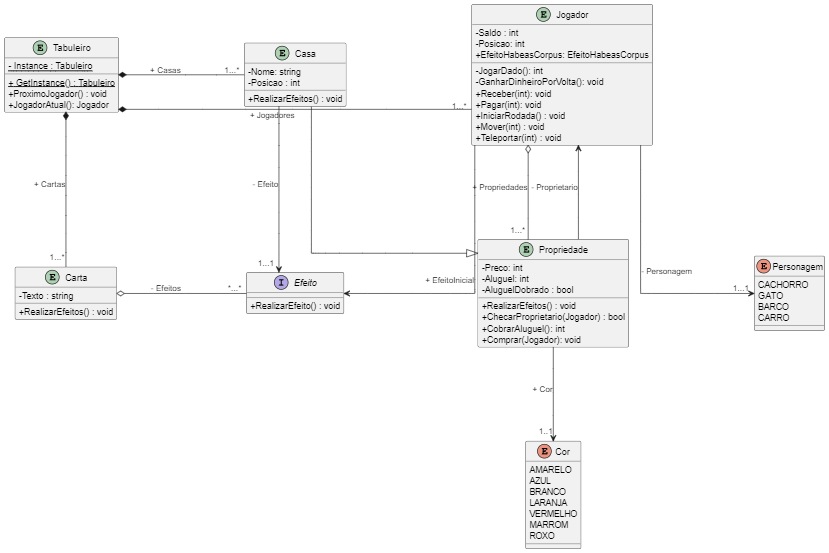 E Tabuleiro
- Instance : Tabuleiro
+ GetInstance() : Tabuleiro
+ProximoJogador() : void
+JogadorAtual(): Jogador
+ Casas
1...*
E Casa
-Nome: string
-Posicao : int
+RealizarEfeitos() : void
+ Jogadores
1...*
E Jogador
-Saldo : int
-Posicao: int
+EfeitoHabeasCorpus: EfeitoHabeasCorpus
-JogarDado(): int
-GanharDinheiroPorVolta(): void
+Receber(int): void
+Pagar(int): void
+IniciarRodada() : void
+Mover(int) : void
+Teleportar(int) : void
+ Cartas
1...*
- Efeito
1...1
+ Propriedades
- Proprietario
1...*
E Carta
-Texto : string
+RealizarEfeitos() : void
- Efeitos
*...*
I Efeito
+RealizarEfeito() : void
+ EfeitoInicial
E Propriedade
-Preco: int
-Aluguel: int
-AluguelDobrado : bool
+RealizarEfeitos() : void
+ChecarProprietario(Jogador) : bool
+CobrarAluguel(): int
+Comprar(Jogador): void
- Personagem
1...1
E Personagem
CACHORRO
GATO
BARCO
CARRO
+ Cor
1..1
E Cor
AMARELO
AZUL
BRANCO
LARANJA
VERMELHO
MARROM
ROXO